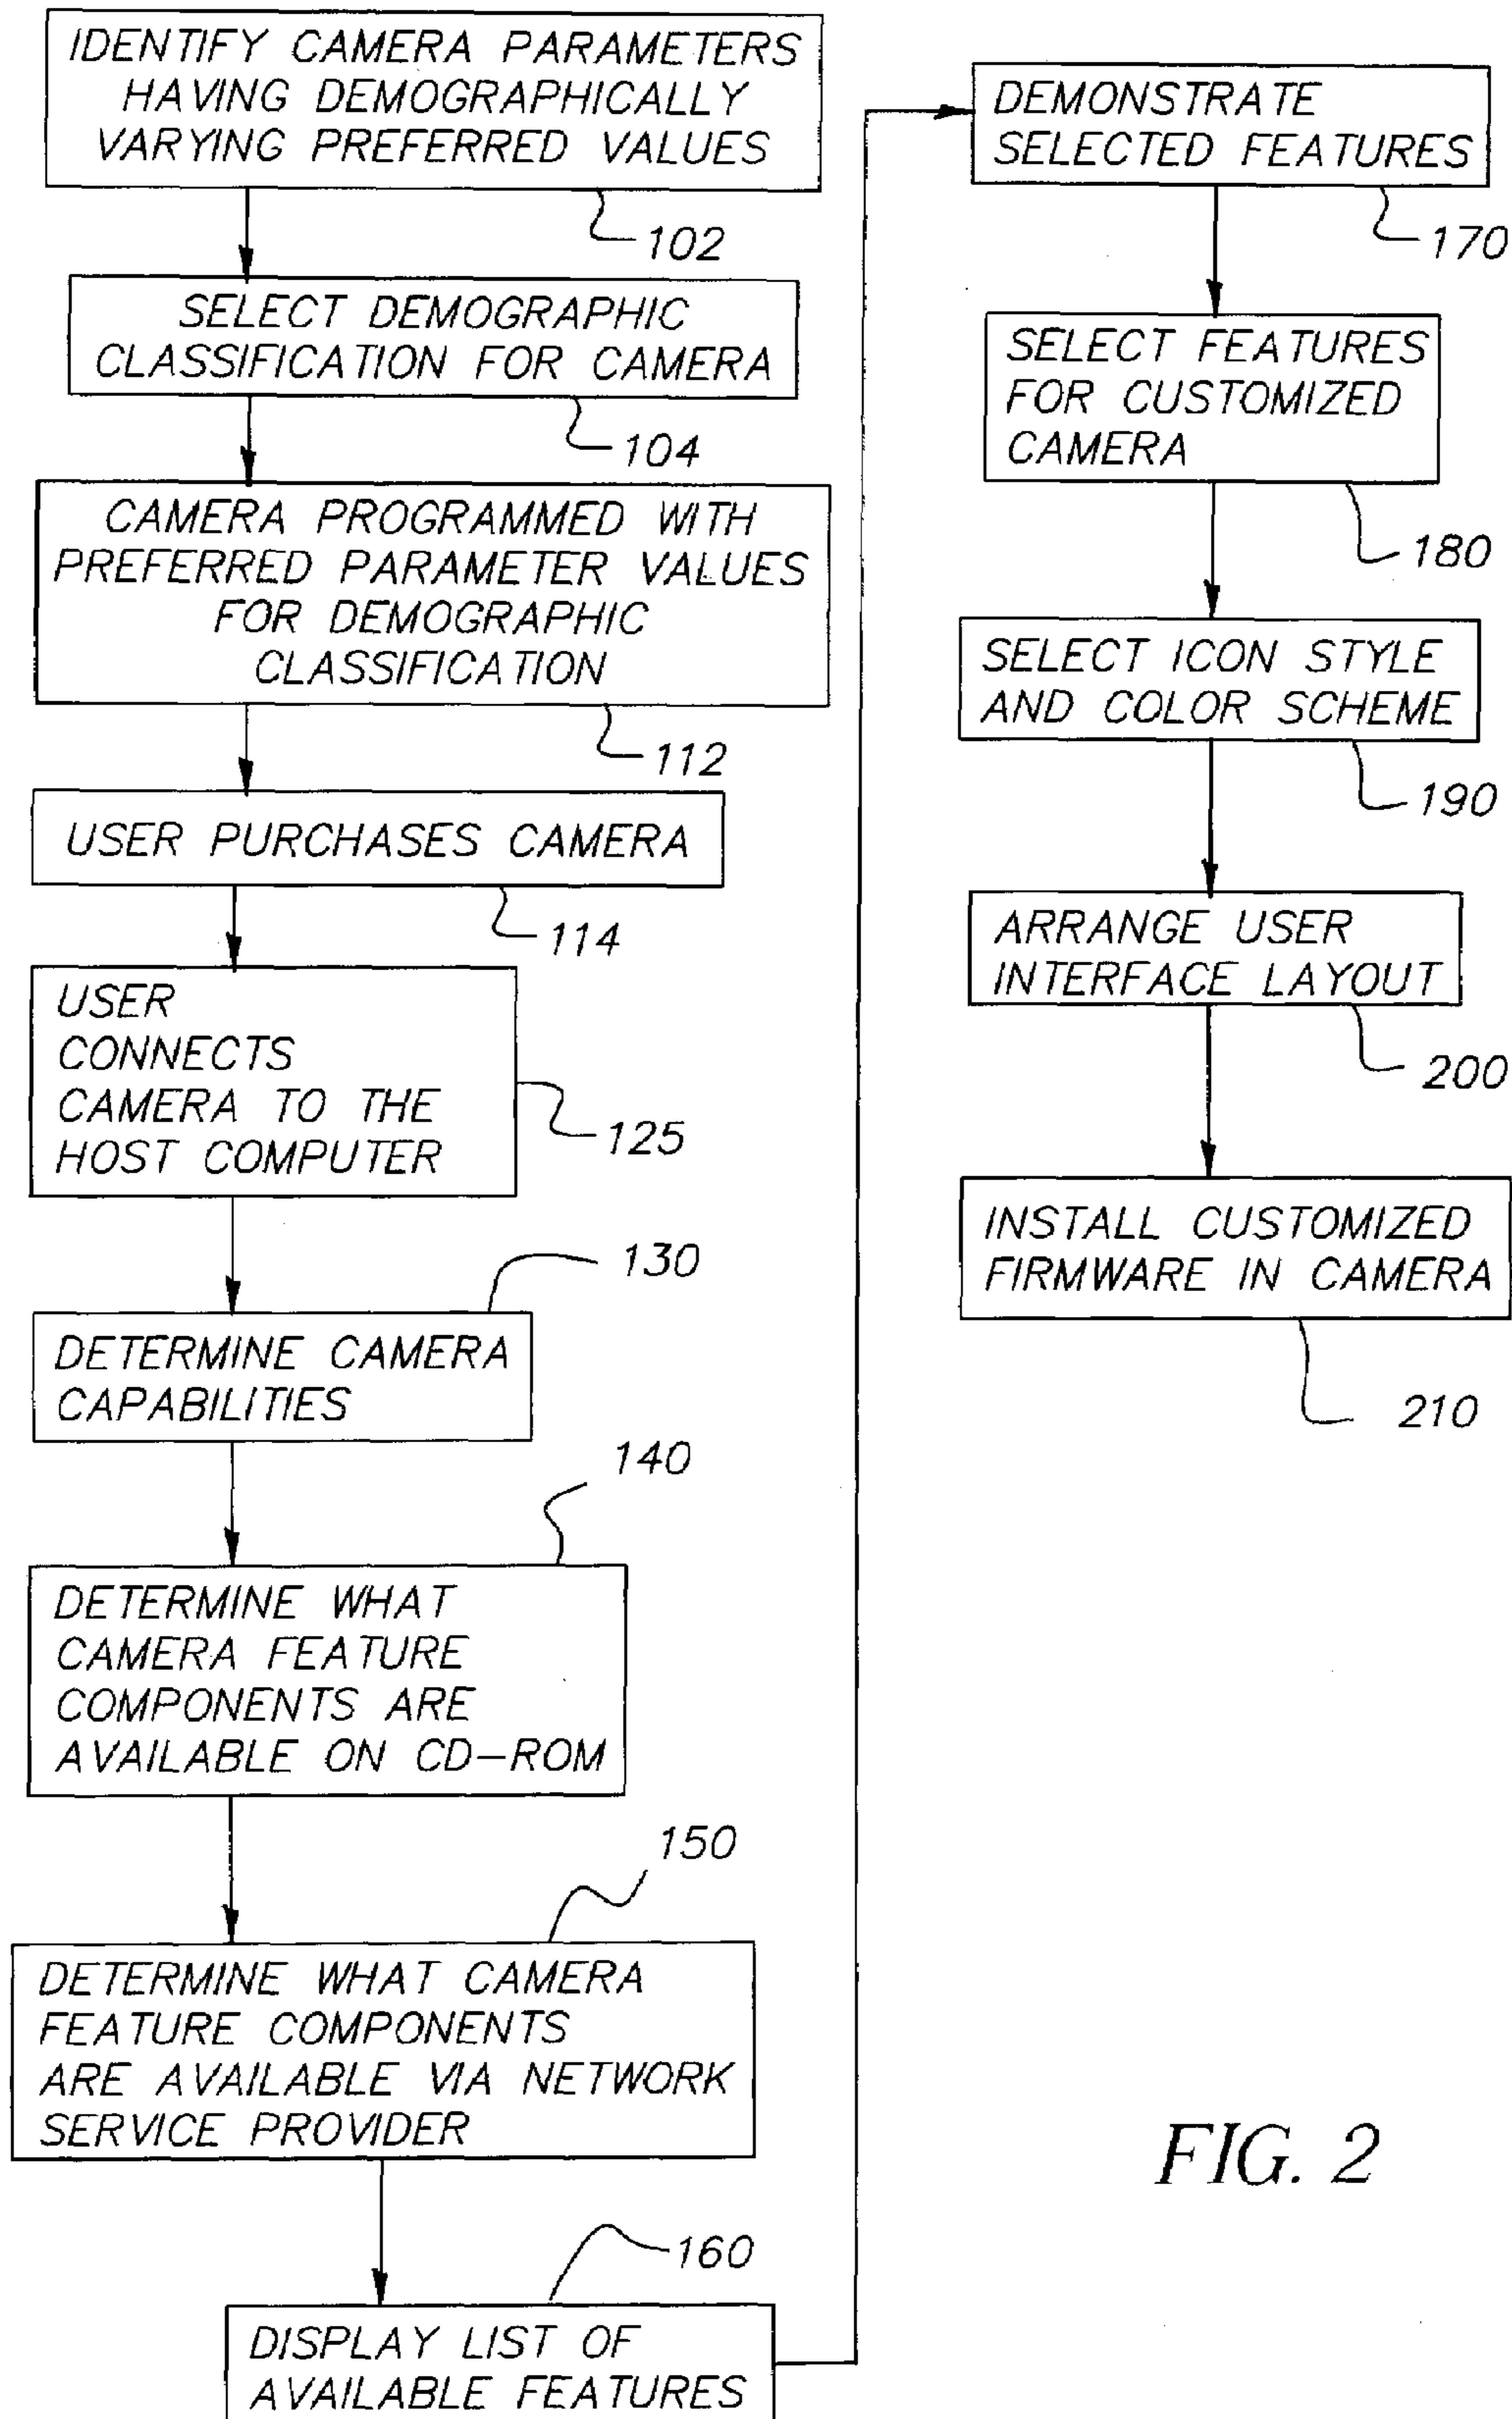 IDENTIFY CAMERA PARAMETERS
HAVING DEMOGRAPHICALLY
VARYING PREFERRED VALUES
102
SELECT DEMOGRAPHIC
CLASSIFICATION FOR CAMERA
104
CAMERA PROGRAMMED WITH
PREFERRED PARAMETER VALUES
FOR DEMOGRAPHIC
CLASSIFICATION
112
USER PURCHASES CAMERA
114
USER
CONNECTS
CAMERA TO THE
HOST COMPUTER
125
130
DETERMINE CAMERA
CAPABILITIES
140
DETERMINE WHAT
CAMERA FEATURE
COMPONENTS ARE
AVAILABLE ON CD-ROM
150
DETERMINE WHAT CAMERA
FEATURE COMPONENTS
ARE AVAILABLE VIA NETWORK
SERVICE PROVIDER
160
DISPLAY LIST OF
AVAILABLE FEATURES
DEMONSTRATE
SELECTED FEATURES
170
SELECT FEATURES
FOR CUSTOMIZED
CAMERA
180
SELECT ICON STYLE
AND COLOR SCHEME
190
ARRANGE USER
INTERFACE LAYOUT
200
INSTALL CUSTOMIZED
FIRMWARE IN CAMERA
210
FIG. 2